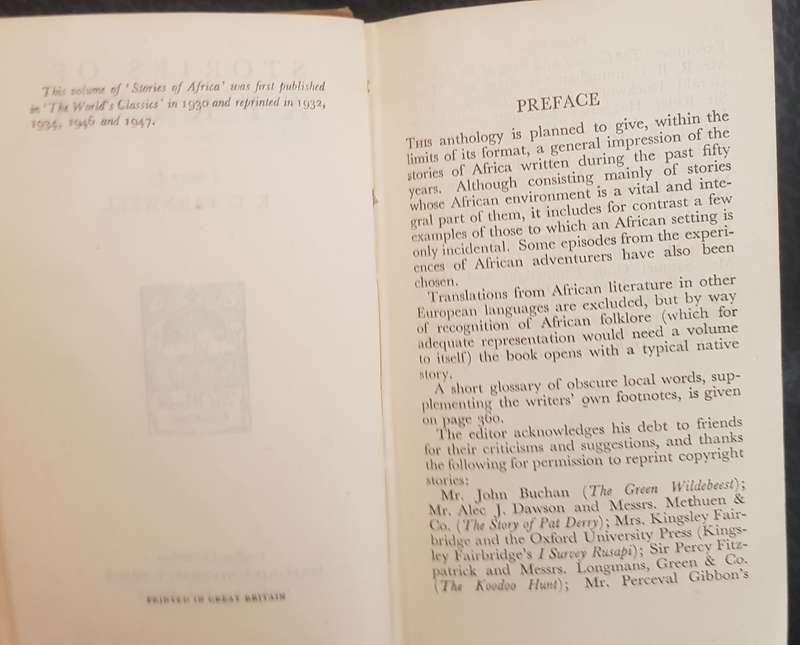 This volume of 'Stories of Africa' was first published
in 'The World's Classics' in 1930 and reprinted in 1932,
1934, 1946 and 1947.
PRINTED IN GREAT BRITAIN
PREFACE
THIS anthology is planned to give, within the
limits of its format, a general impression of the
stories of Africa written during the past fifty
years. Although consisting mainly of stories
whose African environment is a vital and inte-
gral part of them, it includes for contrast a few
examples of those to which an African setting is
only incidental. Some episodes from the experi-
ences of African adventurers have also been
chosen.
Translations from African literature in other
European languages are excluded, but by way
of recognition of African folklore (which for
adequate representation would need a volume
to itself) the book opens with a typical native
story.
A short glossary of obscure local words, sup-
plementing the writers' own footnotes, is given
on page 360.
The editor acknowledges his debt to friends
for their criticisms and suggestions, and thanks
the following for permission to reprint copyright
stories:
Mr. John Buchan (The Green Wildebeest);
Mr. Alec J. Dawson and Messrs. Methuen &
Co. (The Story of Pat Derry); Mrs. Kingsley Fair-
bridge and the Oxford University Press (Kings-
ley Fairbridge's I Survey Rusapi); Sir Percy Fitz-
patrick and Messrs. Longmans, Green & Co.
(The Koodoo Hunt); Mr. Perceval Gibbon's